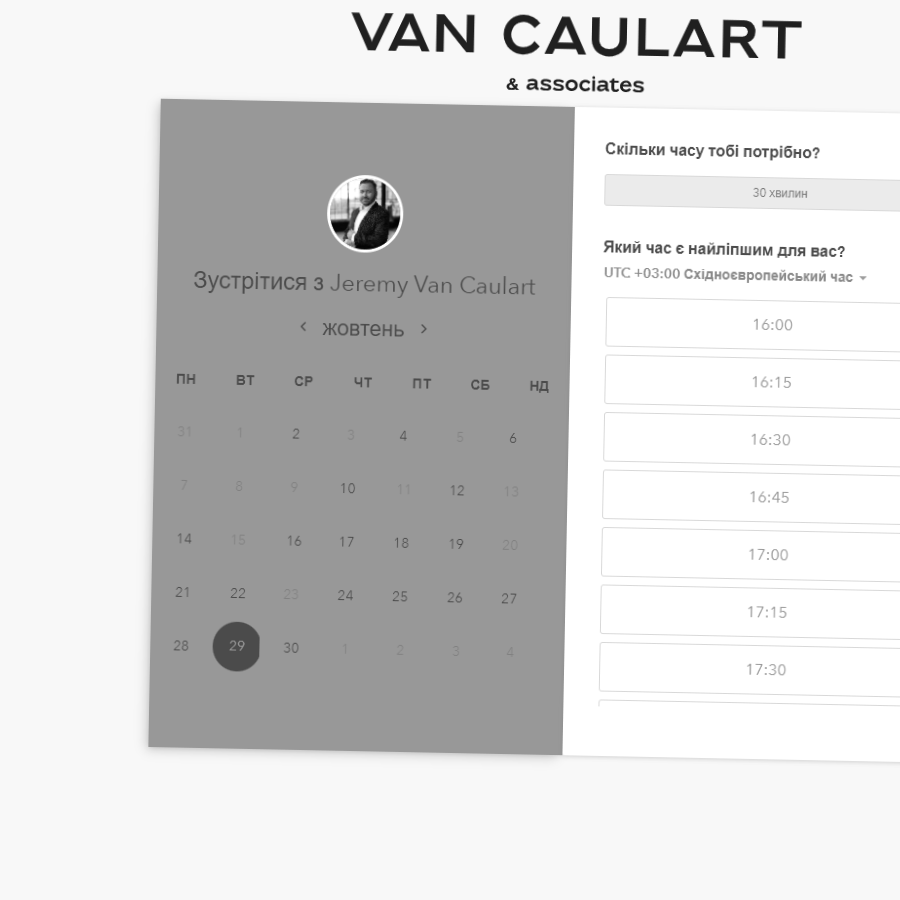 VAN CAULART
& associates
Зустрітися з Jeremy Van Caulart
‹ жовтень ›
ПН ВТ СР ЧТ ПТ СБ НД
31 1 2 3 4 5 6
7 8 9 10 11 12 13
14 15 16 17 18 19 20
21 22 23 24 25 26 27
28 29 30 1 2 3 4
Скільки часу тобі потрібно?
30 хвилин
Який час є найліпшим для вас?
UTC +03:00 Східноєвропейський час
16:00
16:15
16:30
16:45
17:00
17:15
17:30